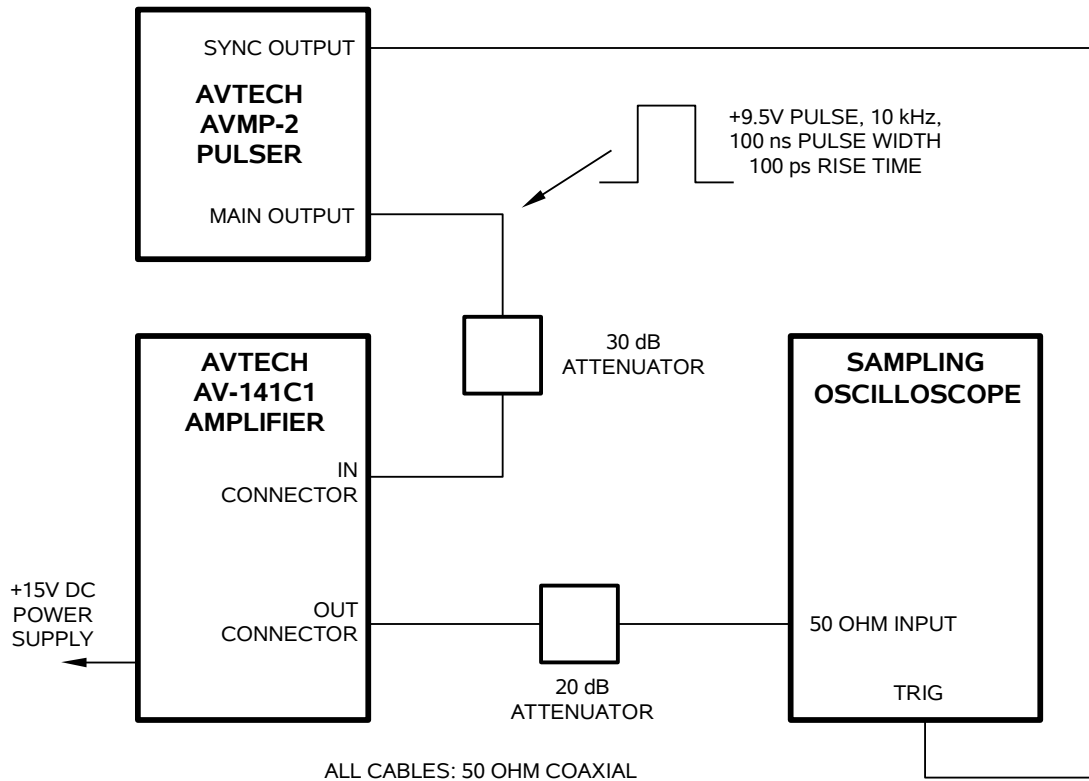 SYNC OUTPUT
AVTECH
AVMP-2
PULSER
MAIN OUTPUT
+9.5V PULSE, 10 kHz,
100 ns PULSE WIDTH
100 ps RISE TIME
30 dB
ATTENUATOR
AVTECH
AV-141C1
AMPLIFIER
IN
CONNECTOR
OUT
CONNECTOR
+15V DC
POWER
SUPPLY
20 dB
ATTENUATOR
SAMPLING
OSCILLOSCOPE
50 OHM INPUT
TRIG
ALL CABLES: 50 OHM COAXIAL